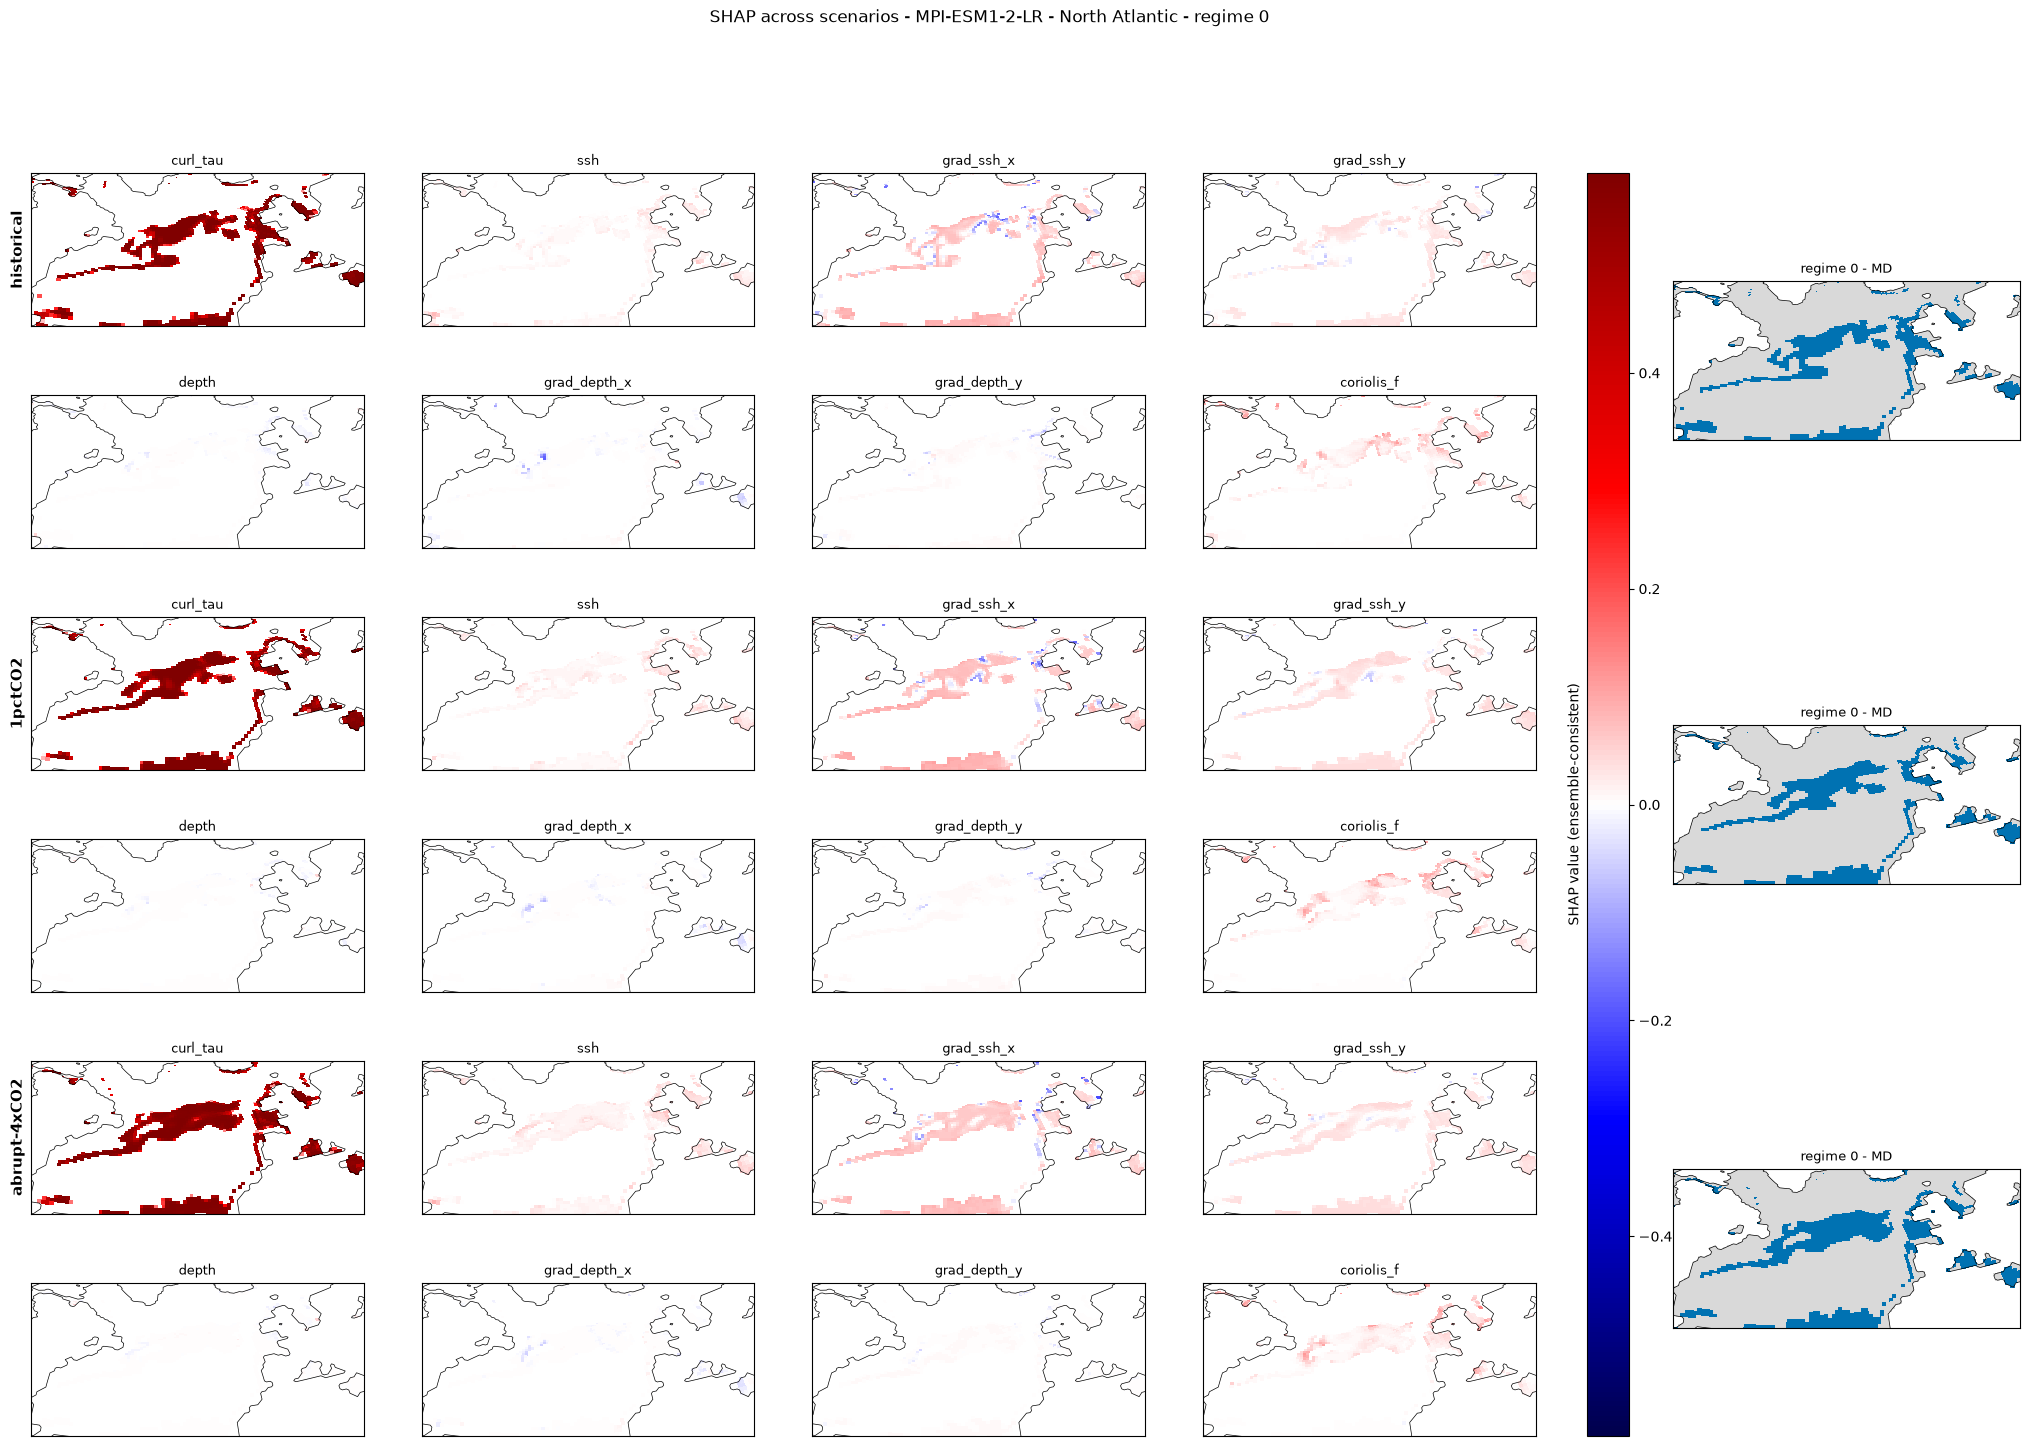 SHAP across scenarios - MPI-ESM1-2-LR - North Atlantic - regime 0
historical
curl_tau
ssh
grad_ssh_x
grad_ssh_y
depth
grad_depth_x
grad_depth_y
coriolis_f
1pctCO2
curl_tau
ssh
grad_ssh_x
grad_ssh_y
depth
grad_depth_x
grad_depth_y
coriolis_f
abrupt-4xCO2
curl_tau
ssh
grad_ssh_x
grad_ssh_y
depth
grad_depth_x
grad_depth_y
coriolis_f
SHAP value (ensemble-consistent)
0.4
0.2
0.0
−0.2
−0.4
regime 0 - MD
regime 0 - MD
regime 0 - MD